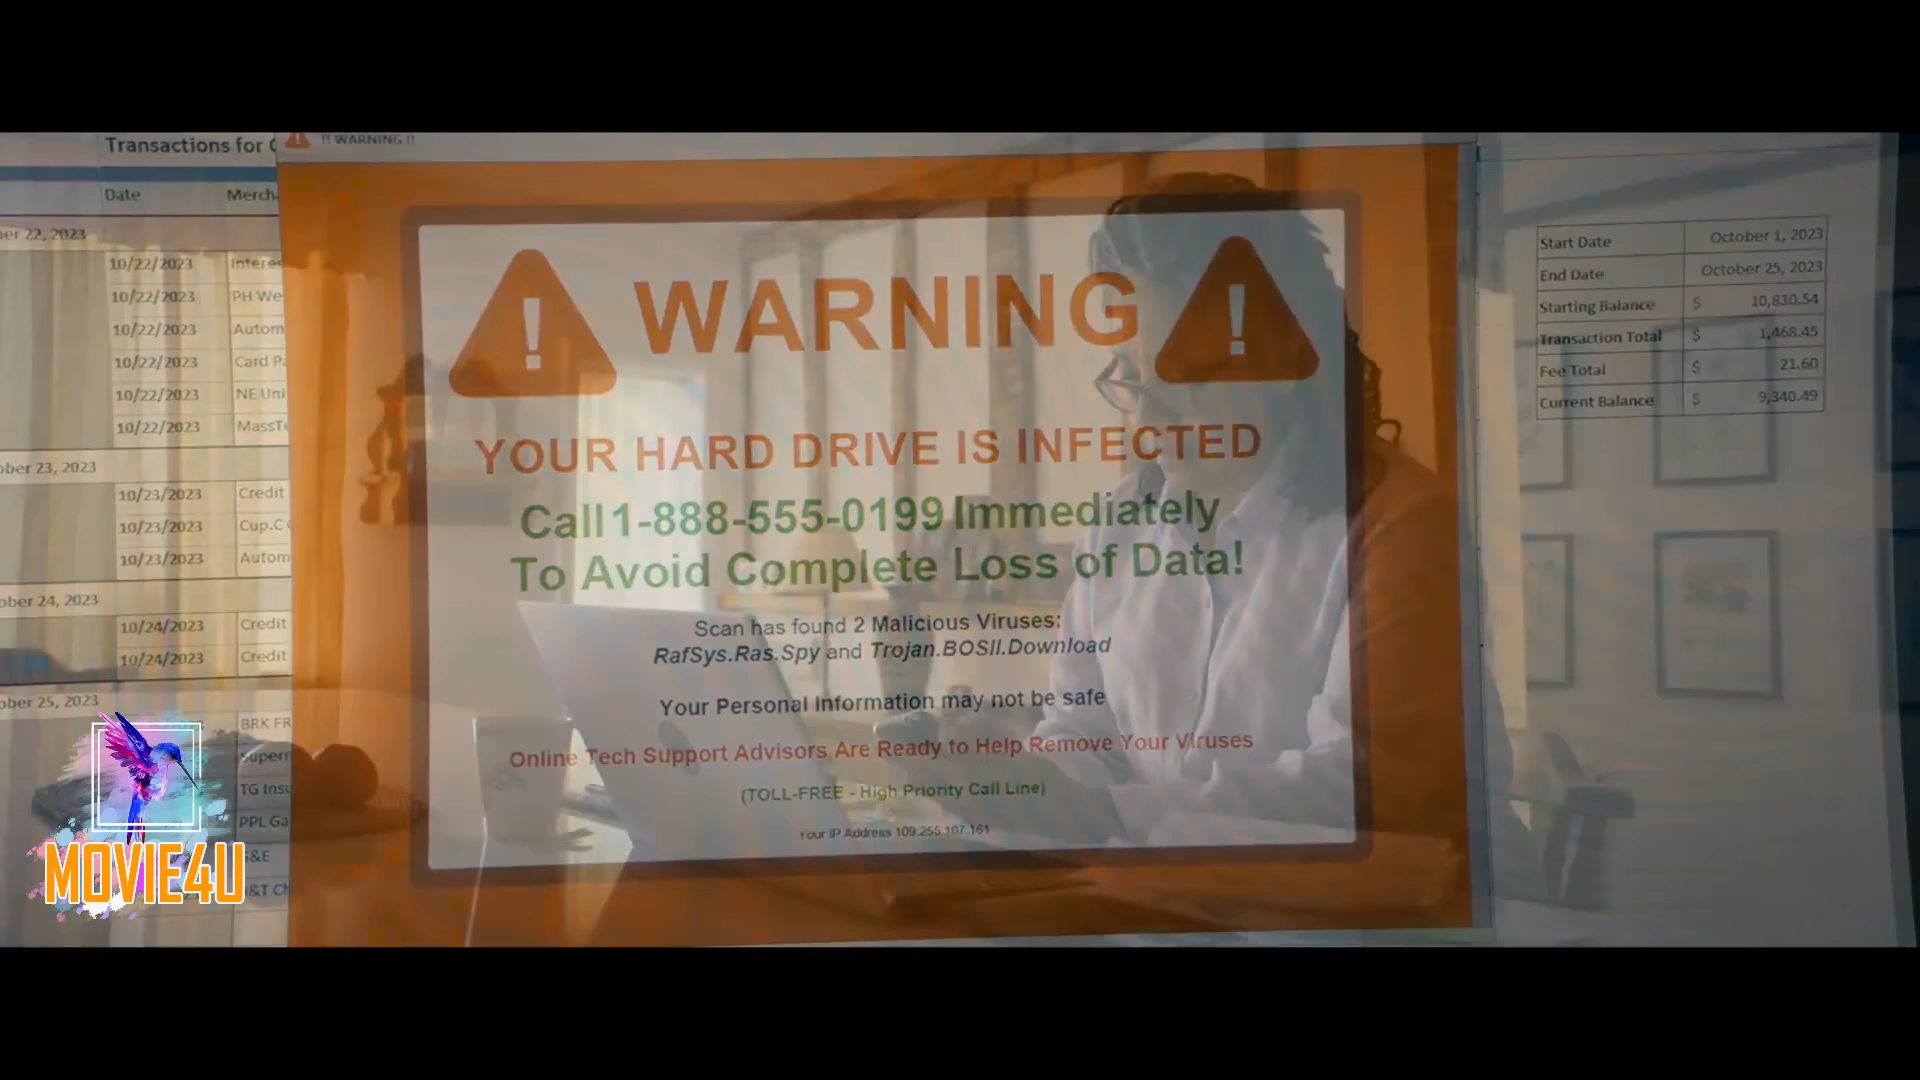 Transactions for
!! WARNING !!
Date
October 1, 2023
Start Date
October 25, 2023
End Date
Starting Balance $ 10,830.54
Transaction Total $ 1,468.45
Fee Total $ 21.60
Current Balance $ 9,340.49
22, 2023
10/22/2023
10/22/2023 PH
10/22/2023
10/22/2023 Card
10/22/2023 NE
10/22/2023
23, 2023
10/23/2023 Credit
10/23/2023
10/23/2023
24, 2023
10/24/2023 Credit
10/24/2023 Credit
25, 2023
BRK
TG
PPL
WARNING
YOUR HARD DRIVE IS INFECTED
Call 1-888-555-0199 Immediately
To Avoid Complete Loss of Data!
Scan has found 2 Malicious Viruses:
RafSys.Ras.Spy and Trojan.BOSII.Download
Your Personal Information may not be safe
Online Tech Support Advisors Are Ready to Help Remove Your Viruses
(TOLL-FREE - High Priority Call Line)
Your IP Address 109.255.107.161
MOVIE4U